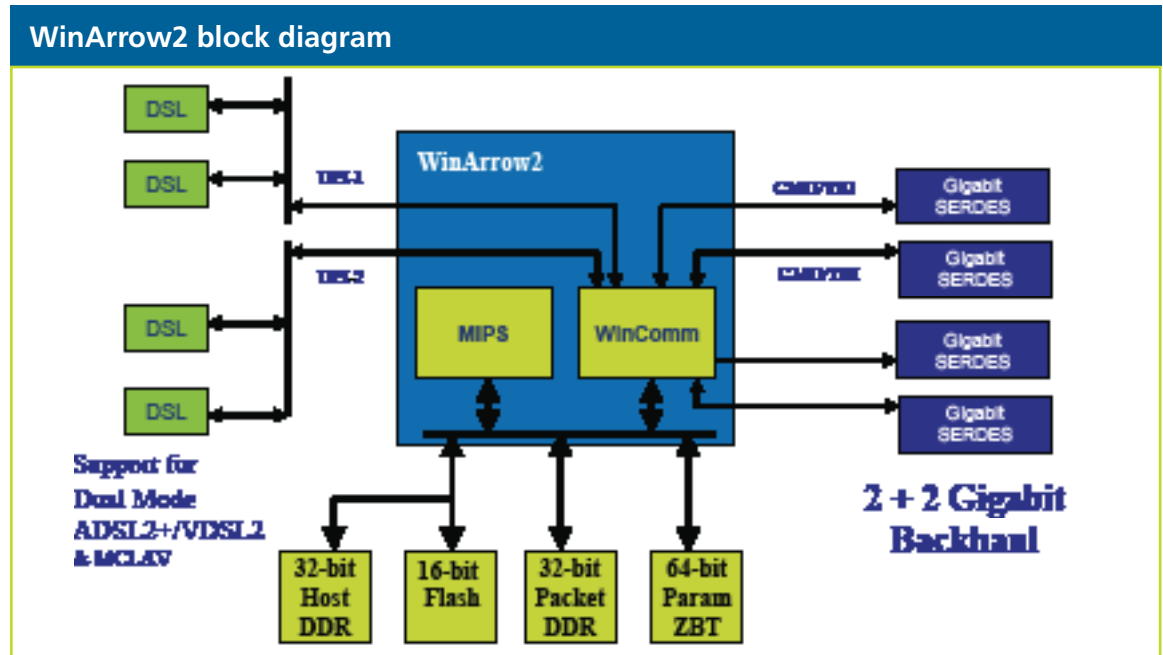 WinArrow2 block diagram
DSL
DSL
DSL
DSL
WinArrow2
MIPS
WinComm
Gigabit
SERDES
Gigabit
SERDES
Gigabit
SERDES
Gigabit
SERDES
Support for
Dual Mode
ADSL2+/VDSL2
& MCLAV
2 + 2 Gigabit
Backhaul
32-bit
Host
DDR
16-bit
Flash
32-bit
Packet
DDR
64-bit
Param
ZBT